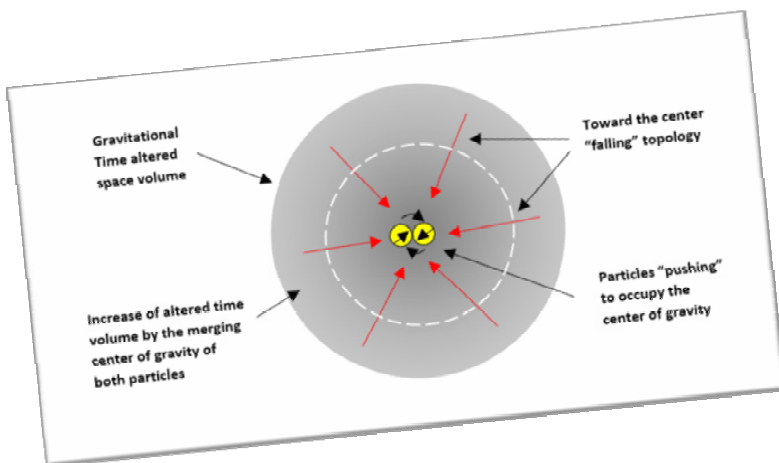 Gravitational
Time altered
space volume
Toward the center
"falling" topology
Increase of altered time
volume by the merging
center of gravity of
both particles
Particles "pushing"
to occupy the
center of gravity